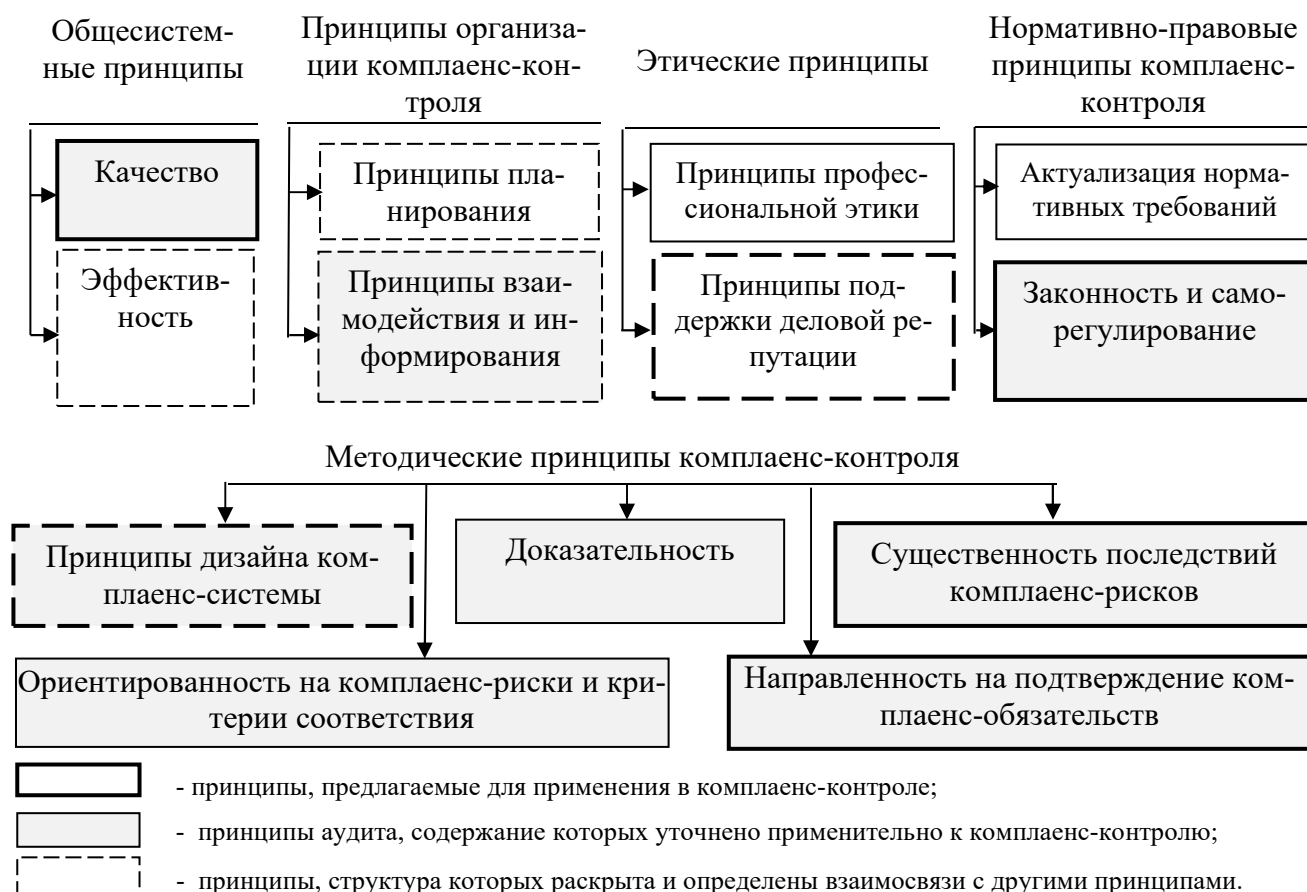 Общесистем-
ные принципы
Принципы организа-
ции комплаенс-кон-
троля
Этические принципы
Нормативно-правовые
принципы комплаенс-
контроля
Качество
Принципы пла-
нирования
Принципы профес-
сиональной этики
Актуализация норма-
тивных требований
Эффектив-
ность
Принципы взаи-
модействия и ин-
формирования
Принципы под-
держки деловой ре-
путации
Законность и само-
регулирование
Методические принципы комплаенс-контроля
Принципы дизайна ком-
плаенс-системы
Доказательность
Существенность последствий
комплаенс-рисков
Ориентированность на комплаенс-риски и кри-
терии соответствия
Направленность на подтверждение ком-
плаенс-обязательств
- принципы, предлагаемые для применения в комплаенс-контроле;
- принципы аудита, содержание которых уточнено применительно к комплаенс-контролю;
- принципы, структура которых раскрыта и определены взаимосвязи с другими принципами.